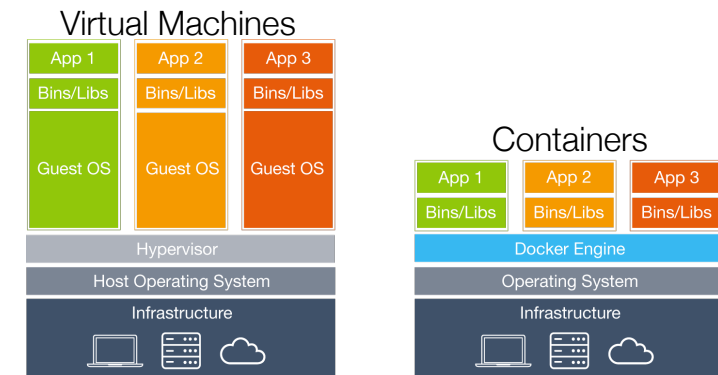 Virtual Machines
App 1
App 2
App 3
Bins/Libs
Bins/Libs
Bins/Libs
Guest OS
Guest OS
Guest OS
Hypervisor
Host Operating System
Infrastructure
Containers
App 1
App 2
App 3
Bins/Libs
Bins/Libs
Bins/Libs
Docker Engine
Operating System
Infrastructure